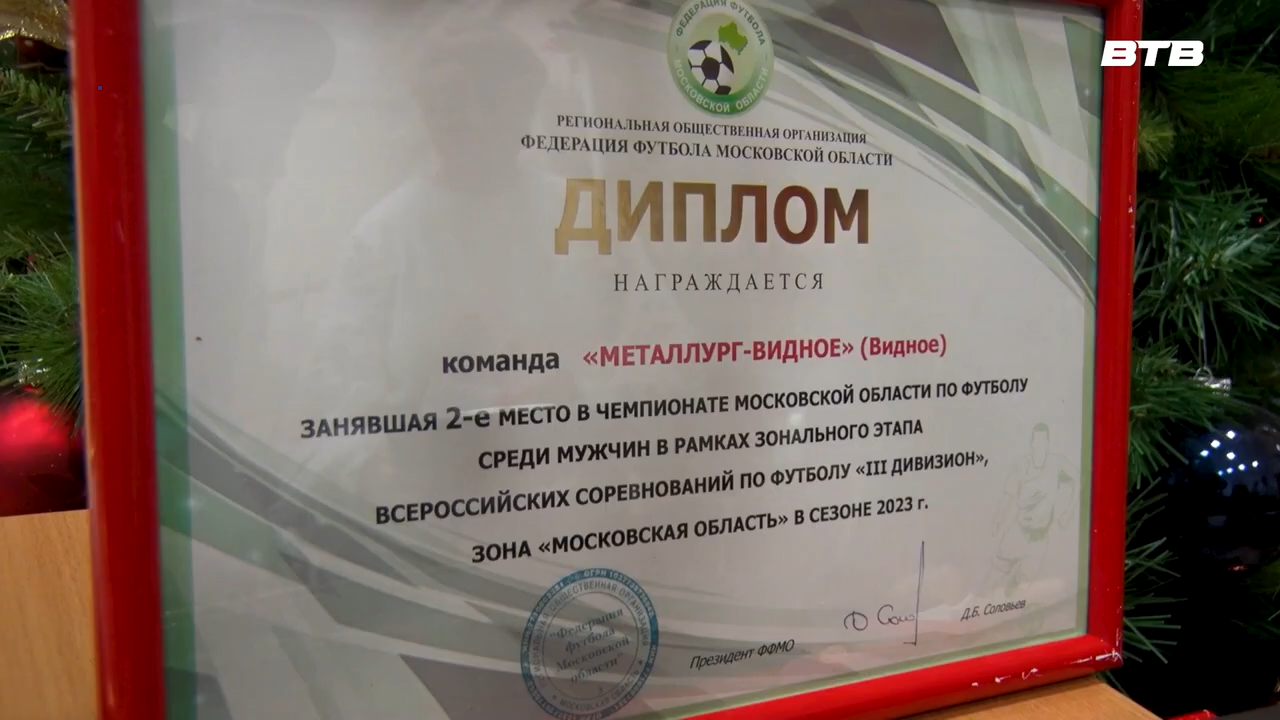 ВТВ
ФЕДЕРАЦИЯ ФУТБОЛА
МОСКОВСКОЙ ОБЛАСТИ
РЕГИОНАЛЬНАЯ ОБЩЕСТВЕННАЯ ОРГАНИЗАЦИЯ
ФЕДЕРАЦИЯ ФУТБОЛА МОСКОВСКОЙ ОБЛАСТИ
ДИПЛОМ
НАГРАЖДАЕТСЯ
команда «МЕТАЛЛУРГ-ВИДНОЕ» (Видное)
ЗАНЯВШАЯ 2-е МЕСТО В ЧЕМПИОНАТЕ МОСКОВСКОЙ ОБЛАСТИ ПО ФУТБОЛУ
СРЕДИ МУЖЧИН В РАМКАХ ЗОНАЛЬНОГО ЭТАПА
ВСЕРОССИЙСКИХ СОРЕВНОВАНИЙ ПО ФУТБОЛУ «III ДИВИЗИОН»,
ЗОНА «МОСКОВСКАЯ ОБЛАСТЬ» В СЕЗОНЕ 2023 г.
"Федерация
футбола
Московской
области"
Президент ФФМО
Д.Б. Соловьев